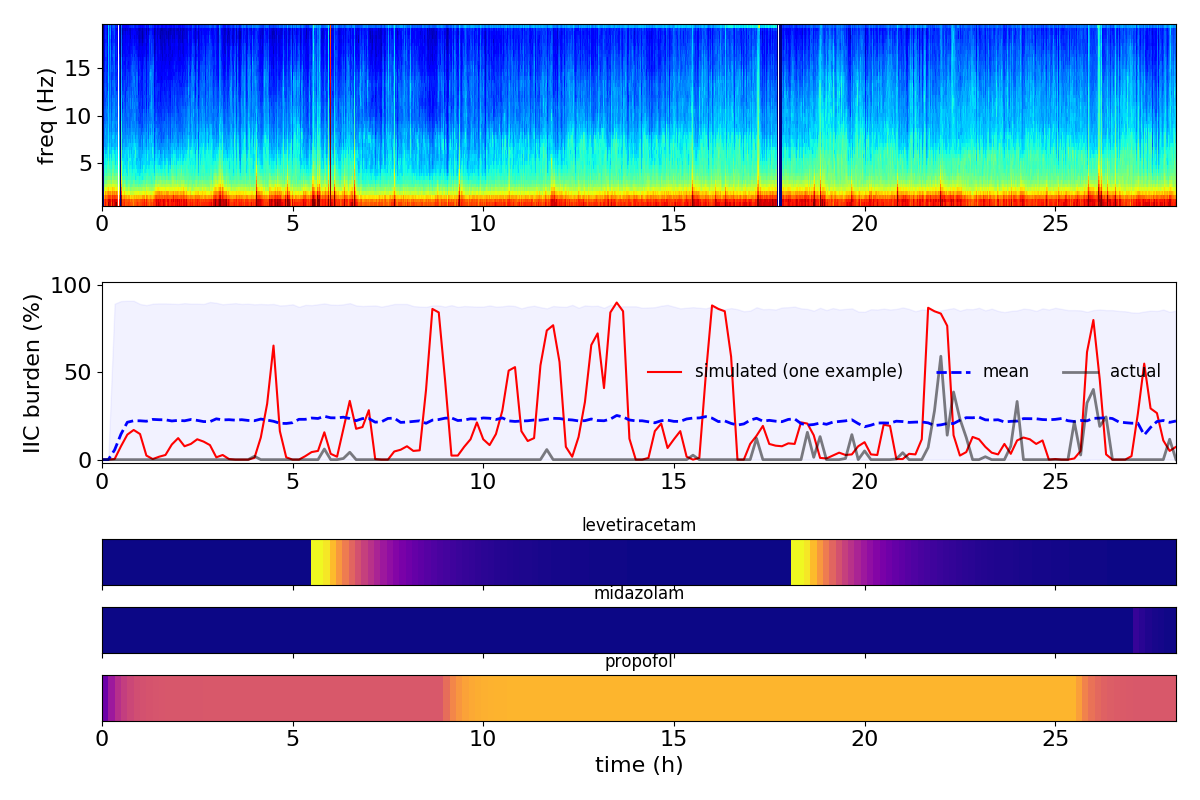 15
10
5
freq (Hz)
0 5 10 15 20 25
100
50
0
IIC burden (%)
simulated (one example) mean actual
0 5 10 15 20 25
levetiracetam
midazolam
propofol
0 5 10 15 20 25
time (h)